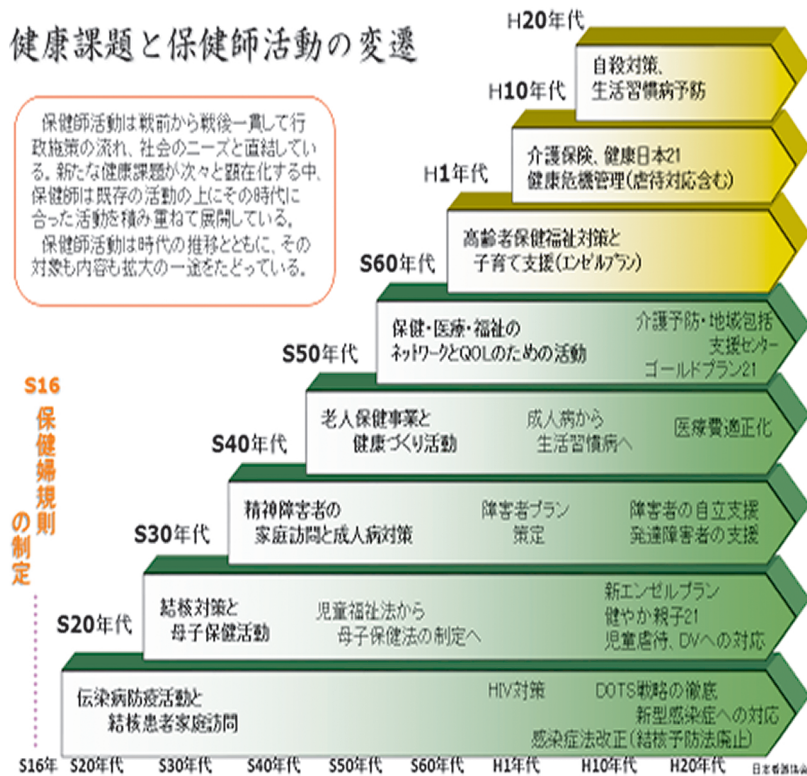 健康課題と保健師活動の変遷
保健師活動は戦前から戦後一貫して行
政施策の流れ、社会のニーズと直結してい
る。新たな健康課題が次々と顕在化する中、
保健師は既存の活動の上にその時代に
合った活動を積み重ねて展開している。
保健師活動は時代の推移とともに、その
対象も内容も拡大の一途をたどっている。
H20年代
自殺対策、
生活習慣病予防
H10年代
介護保険、健康日本21
健康危機管理(虐待対応含む)
H1年代
高齢者保健福祉対策と
子育て支援(エンゼルプラン)
S60年代
保健・医療・福祉の
ネットワークとQOLのための活動
介護予防・地域包括
支援センター
ゴールドプラン21
S50年代
老人保健事業と
健康づくり活動
成人病から
生活習慣病へ
医療費適正化
S40年代
精神障害者の
家庭訪問と成人病対策
障害者プラン
策定
障害者の自立支援
発達障害者の支援
S30年代
結核対策と
母子保健活動
児童福祉法から
母子保健法の制定へ
新エンゼルプラン
健やか親子21
児童虐待、DVへの対応
S20年代
伝染病防疫活動と
結核患者家庭訪問
HIV対策
DOTS戦略の徹底
新型感染症への対応
感染症法改正(結核予防法廃止)
S16
保健婦規則
の制定
S16年 S20年代 S30年代 S40年代 S50年代 S60年代 H1年代 H10年代 H20年代
日本看護協会